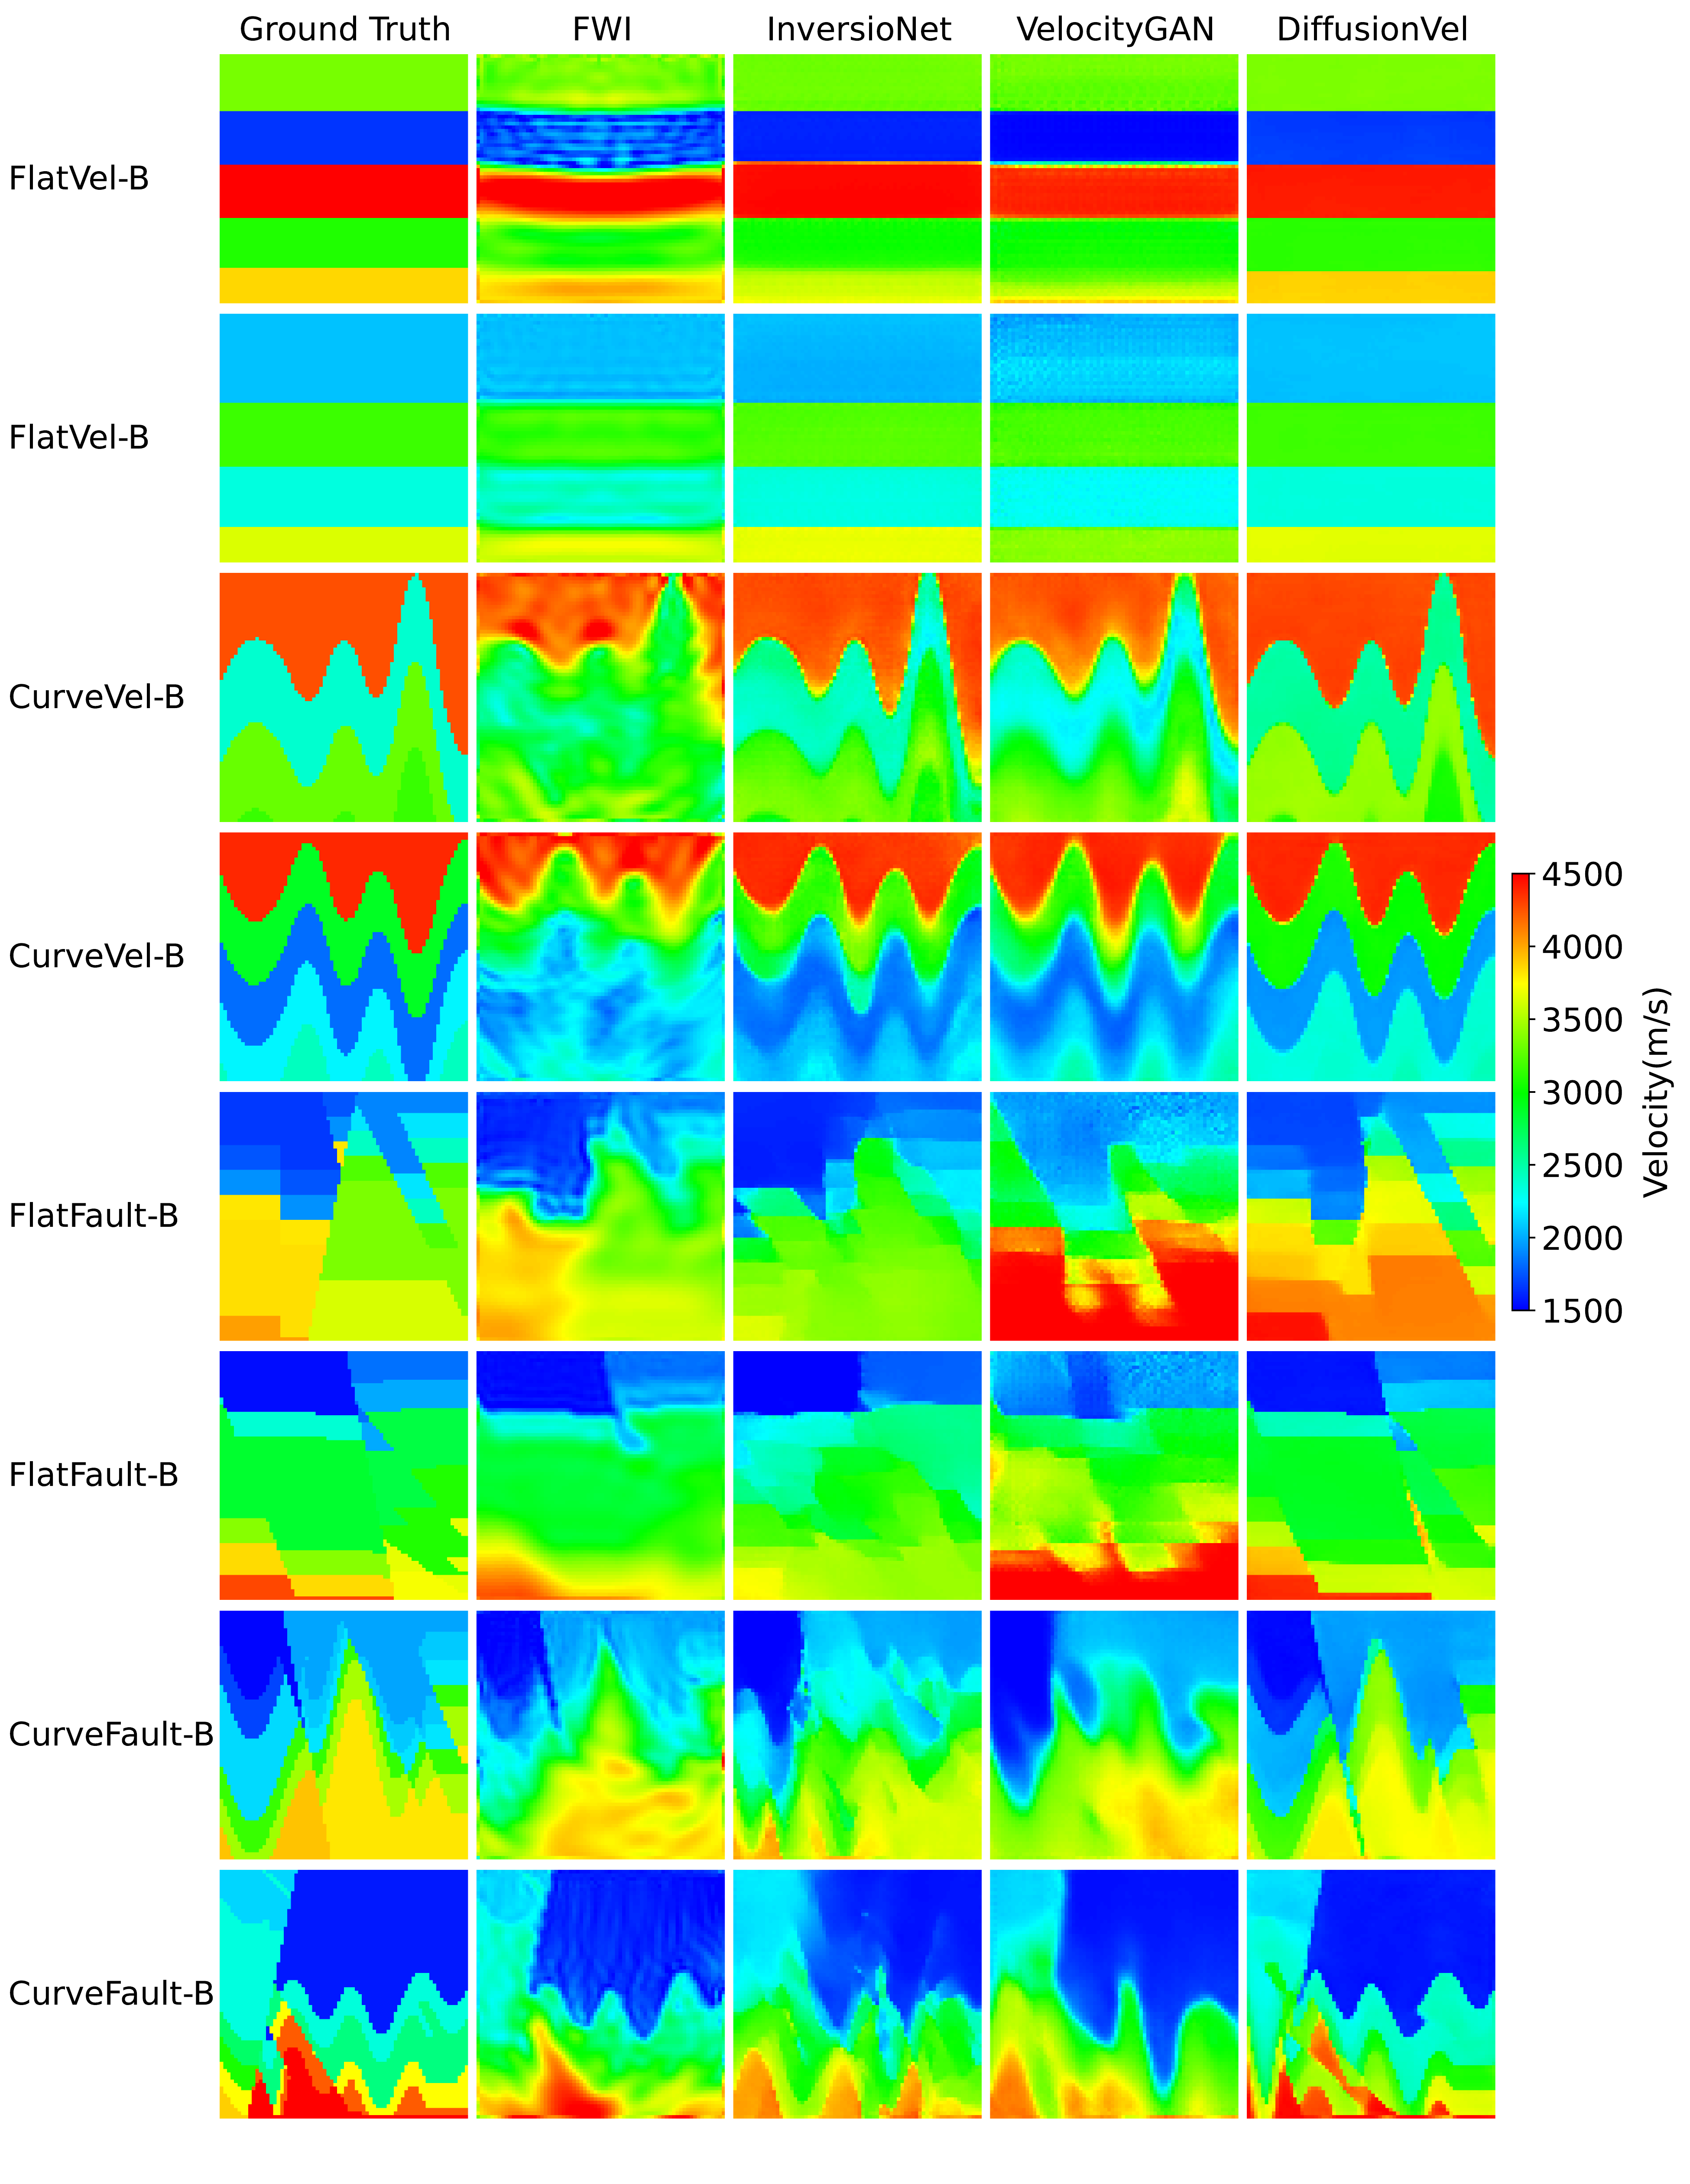 Ground Truth FWI InversioNet VelocityGAN DiffusionVel
FlatVel-B
FlatVel-B
CurveVel-B
CurveVel-B
FlatFault-B
FlatFault-B
CurveFault-B
CurveFault-B
4500
4000
3500
3000
2500
2000
1500
Velocity(m/s)